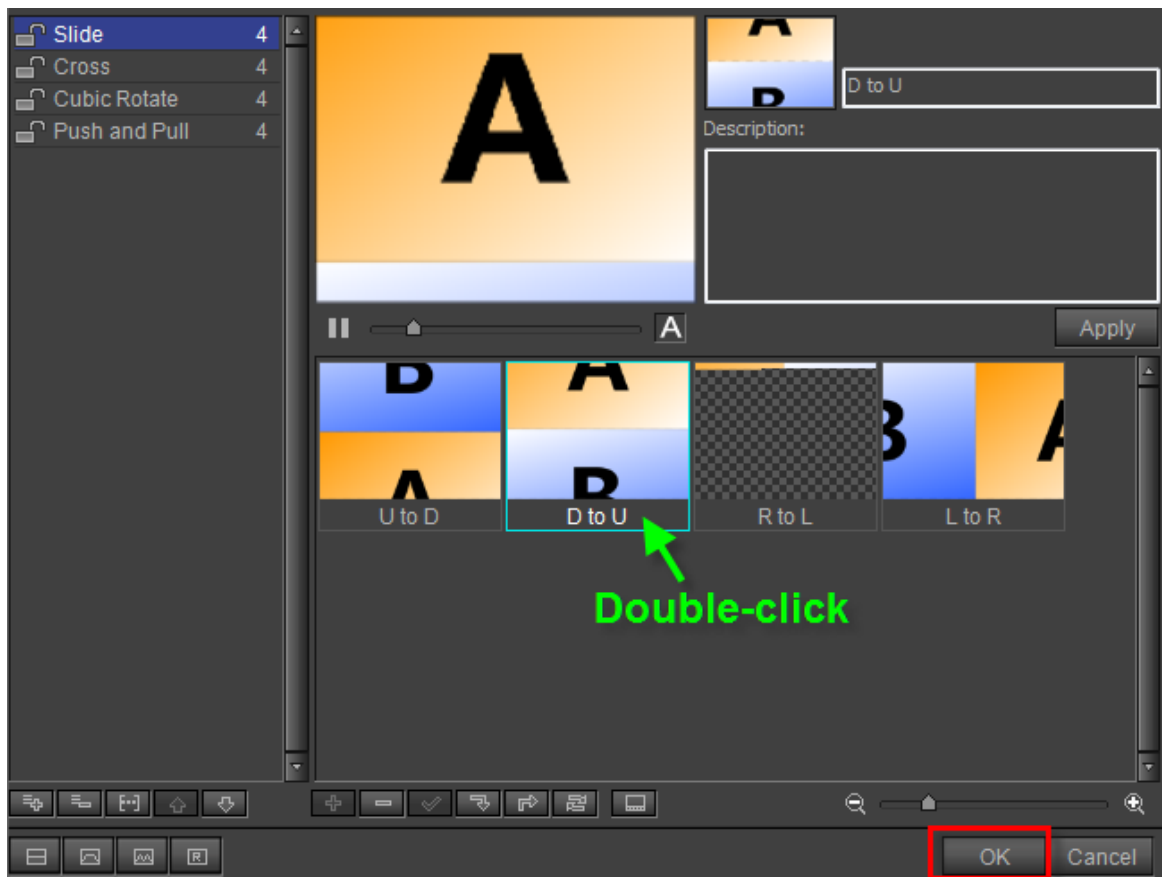 Slide 4
Cross 4
Cubic Rotate 4
Push and Pull 4
A
A
B
D to U
Description:
A
Apply
B
A
U to D
A
B
D to U
R to L
B
A
L to R
Double-click
R
OK
Cancel